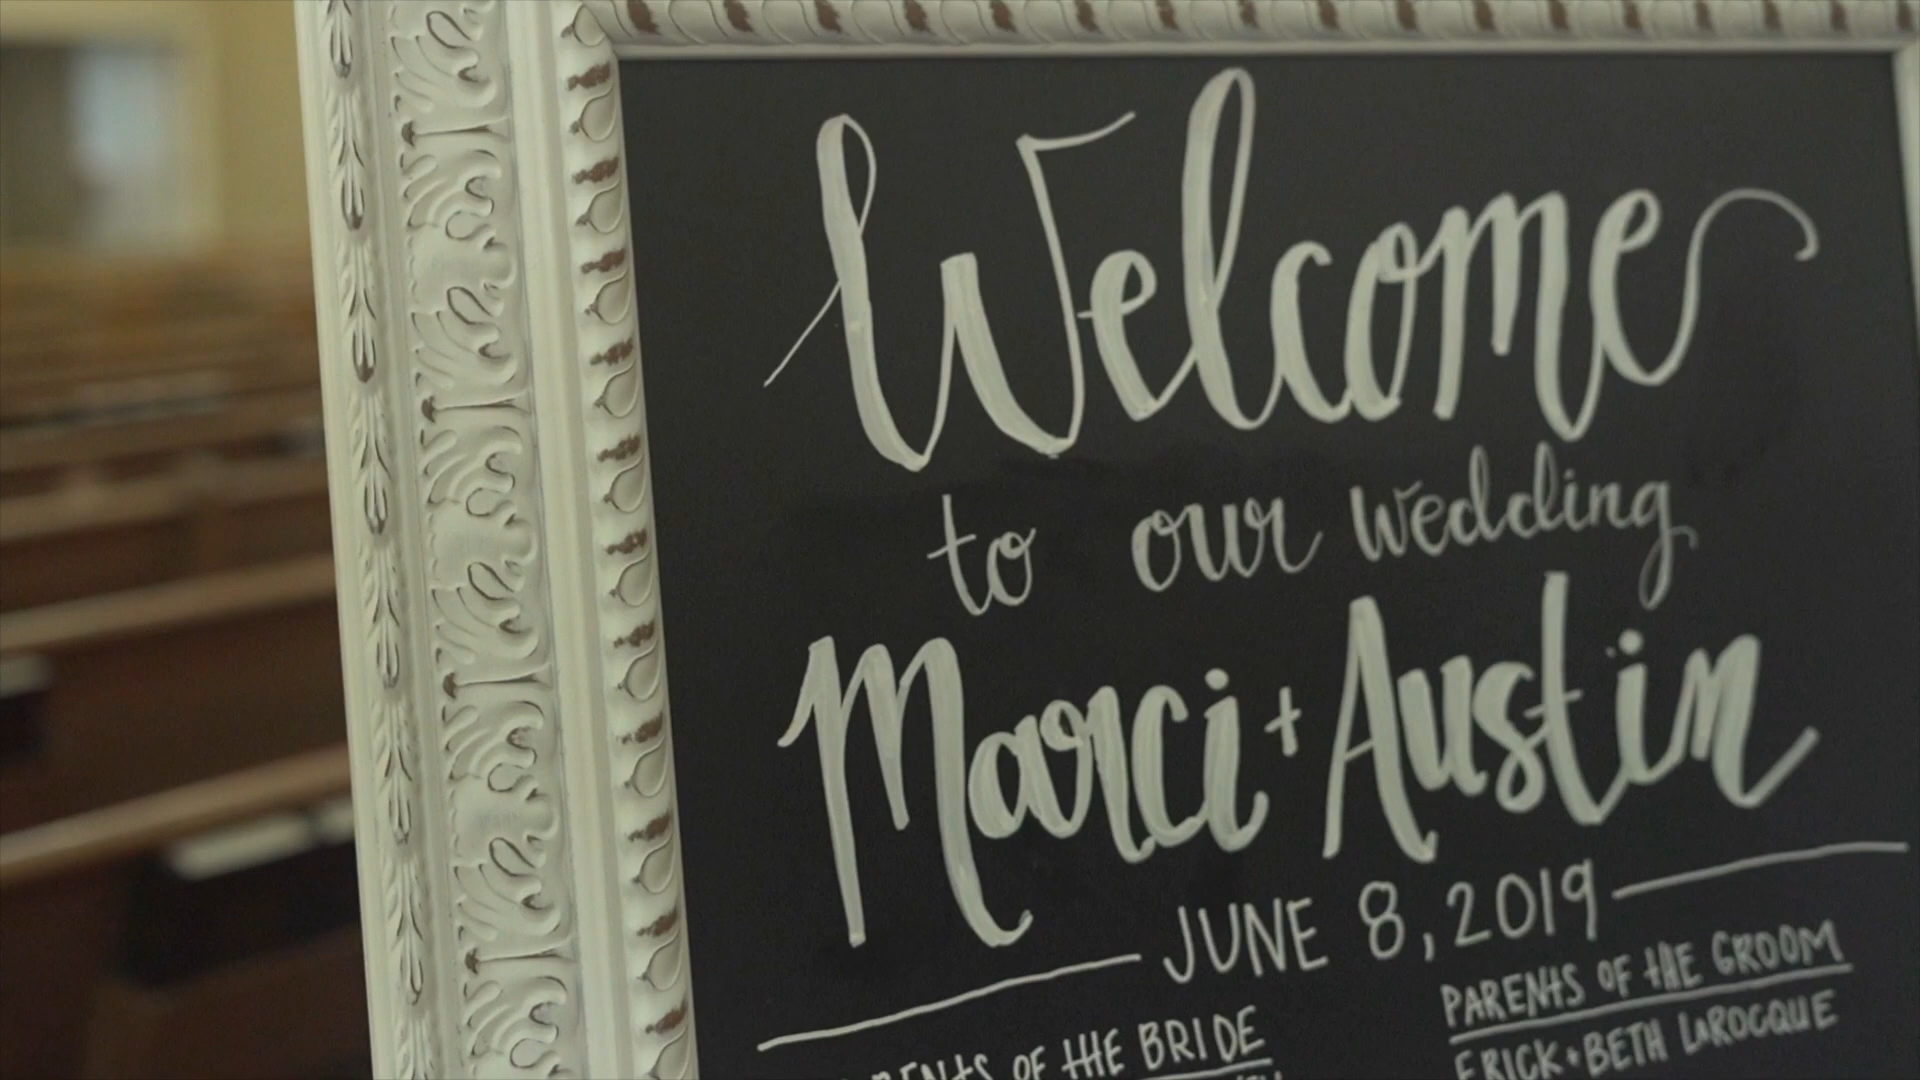 Welcome
to our wedding
Marci + Austin
JUNE 8, 2019
PARENTS OF THE BRIDE
PARENTS OF THE GROOM
ERICK + BETH LAROCQUE